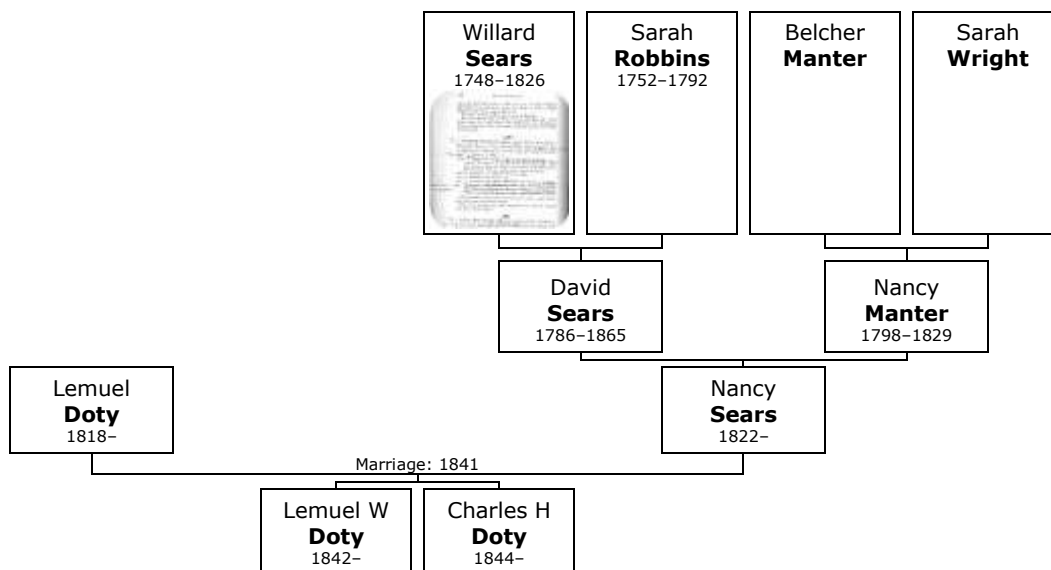 Willard
Sears
1748–1826
Sarah
Robbins
1752–1792
Belcher
Manter
Sarah
Wright
David
Sears
1786–1865
Nancy
Manter
1798–1829
Lemuel
Doty
1818–
Nancy
Sears
1822–
Marriage: 1841
Lemuel W
Doty
1842–
Charles H
Doty
1844–